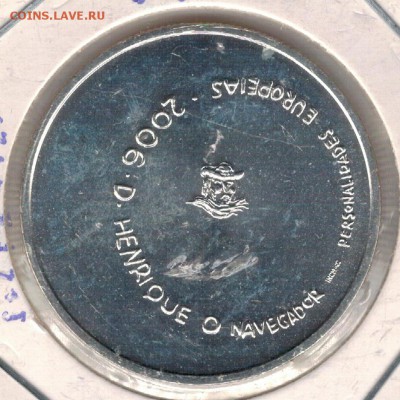 COINS.LAVE.RU
PERSONALIDADES EUROPEIAS
· 2006 · D. HENRIQUE O NAVEGADOR